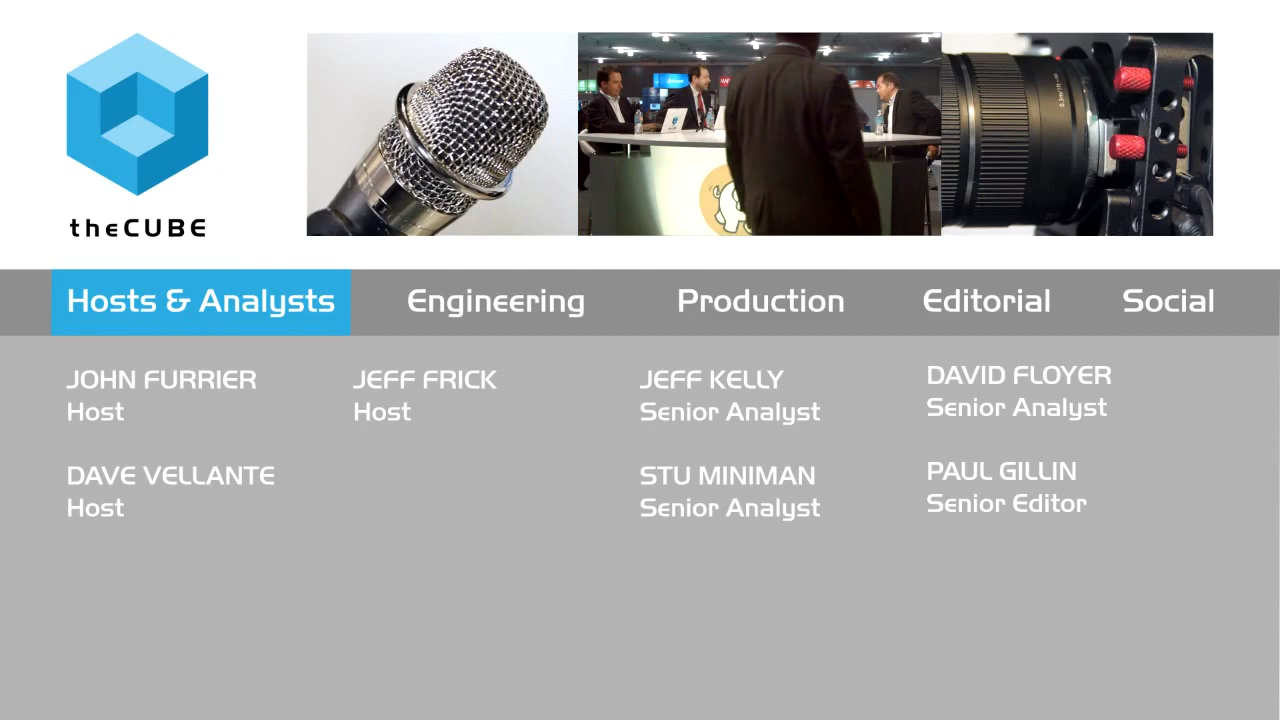 theCUBE
Hosts & Analysts
Engineering
Production
Editorial
Social
JOHN FURRIER
Host
DAVE VELLANTE
Host
JEFF FRICK
Host
JEFF KELLY
Senior Analyst
STU MINIMAN
Senior Analyst
DAVID FLOYER
Senior Analyst
PAUL GILLIN
Senior Editor